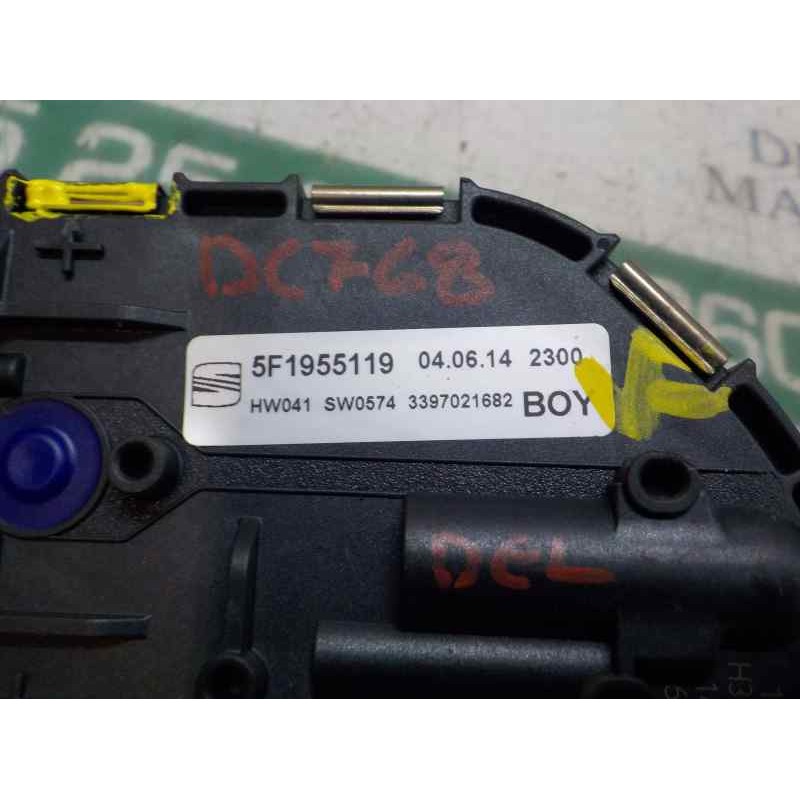 DC768
5F1955119 04.06.14 2300
HW041 SW0574 3397021682 BOY
DEL